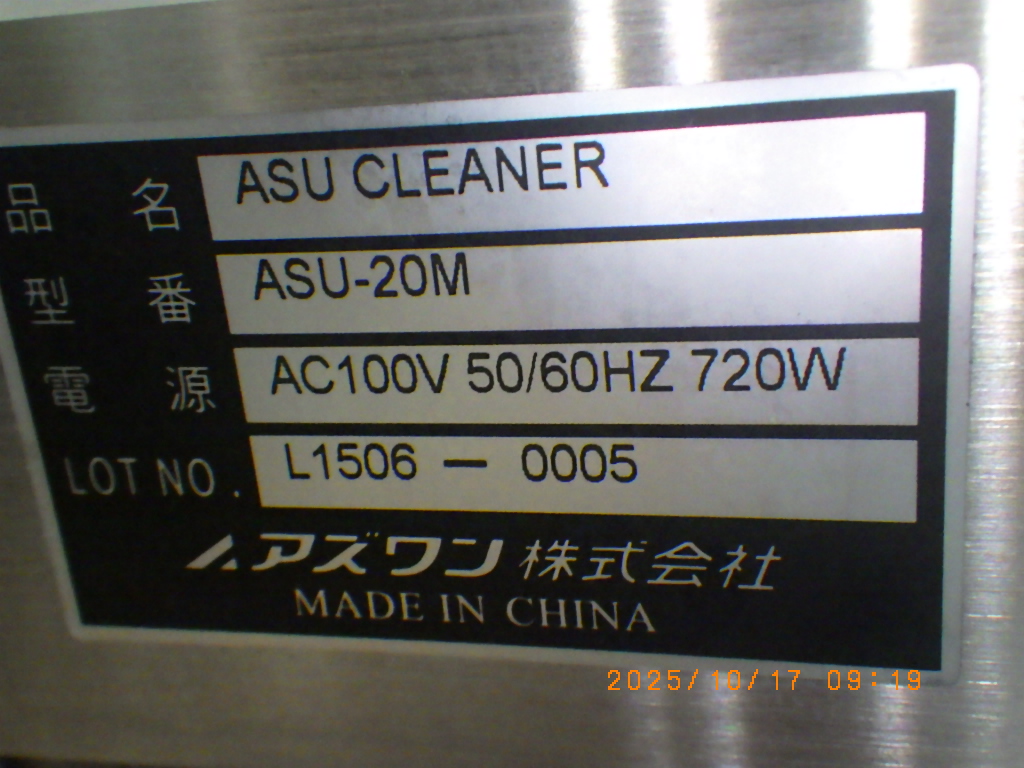 品名 ASU CLEANER
型番 ASU-20M
電源 AC100V 50/60HZ 720W
LOT NO. L1506 — 0005
アズワン株式会社
MADE IN CHINA
2025/10/17 09:19